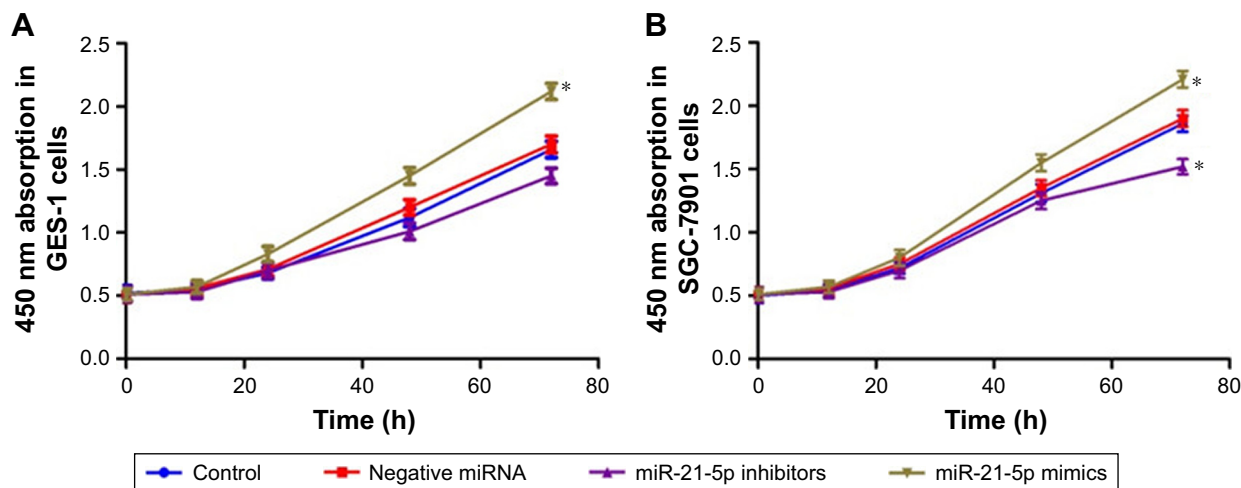 A
450 nm absorption in
GES-1 cells
2.5
2.0
1.5
1.0
0.5
0.0
*
0 20 40 60 80
Time (h)
B
450 nm absorption in
SGC-7901 cells
2.5
2.0
1.5
1.0
0.5
0.0
*
*
0 20 40 60 80
Time (h)
Control Negative miRNA miR-21-5p inhibitors miR-21-5p mimics